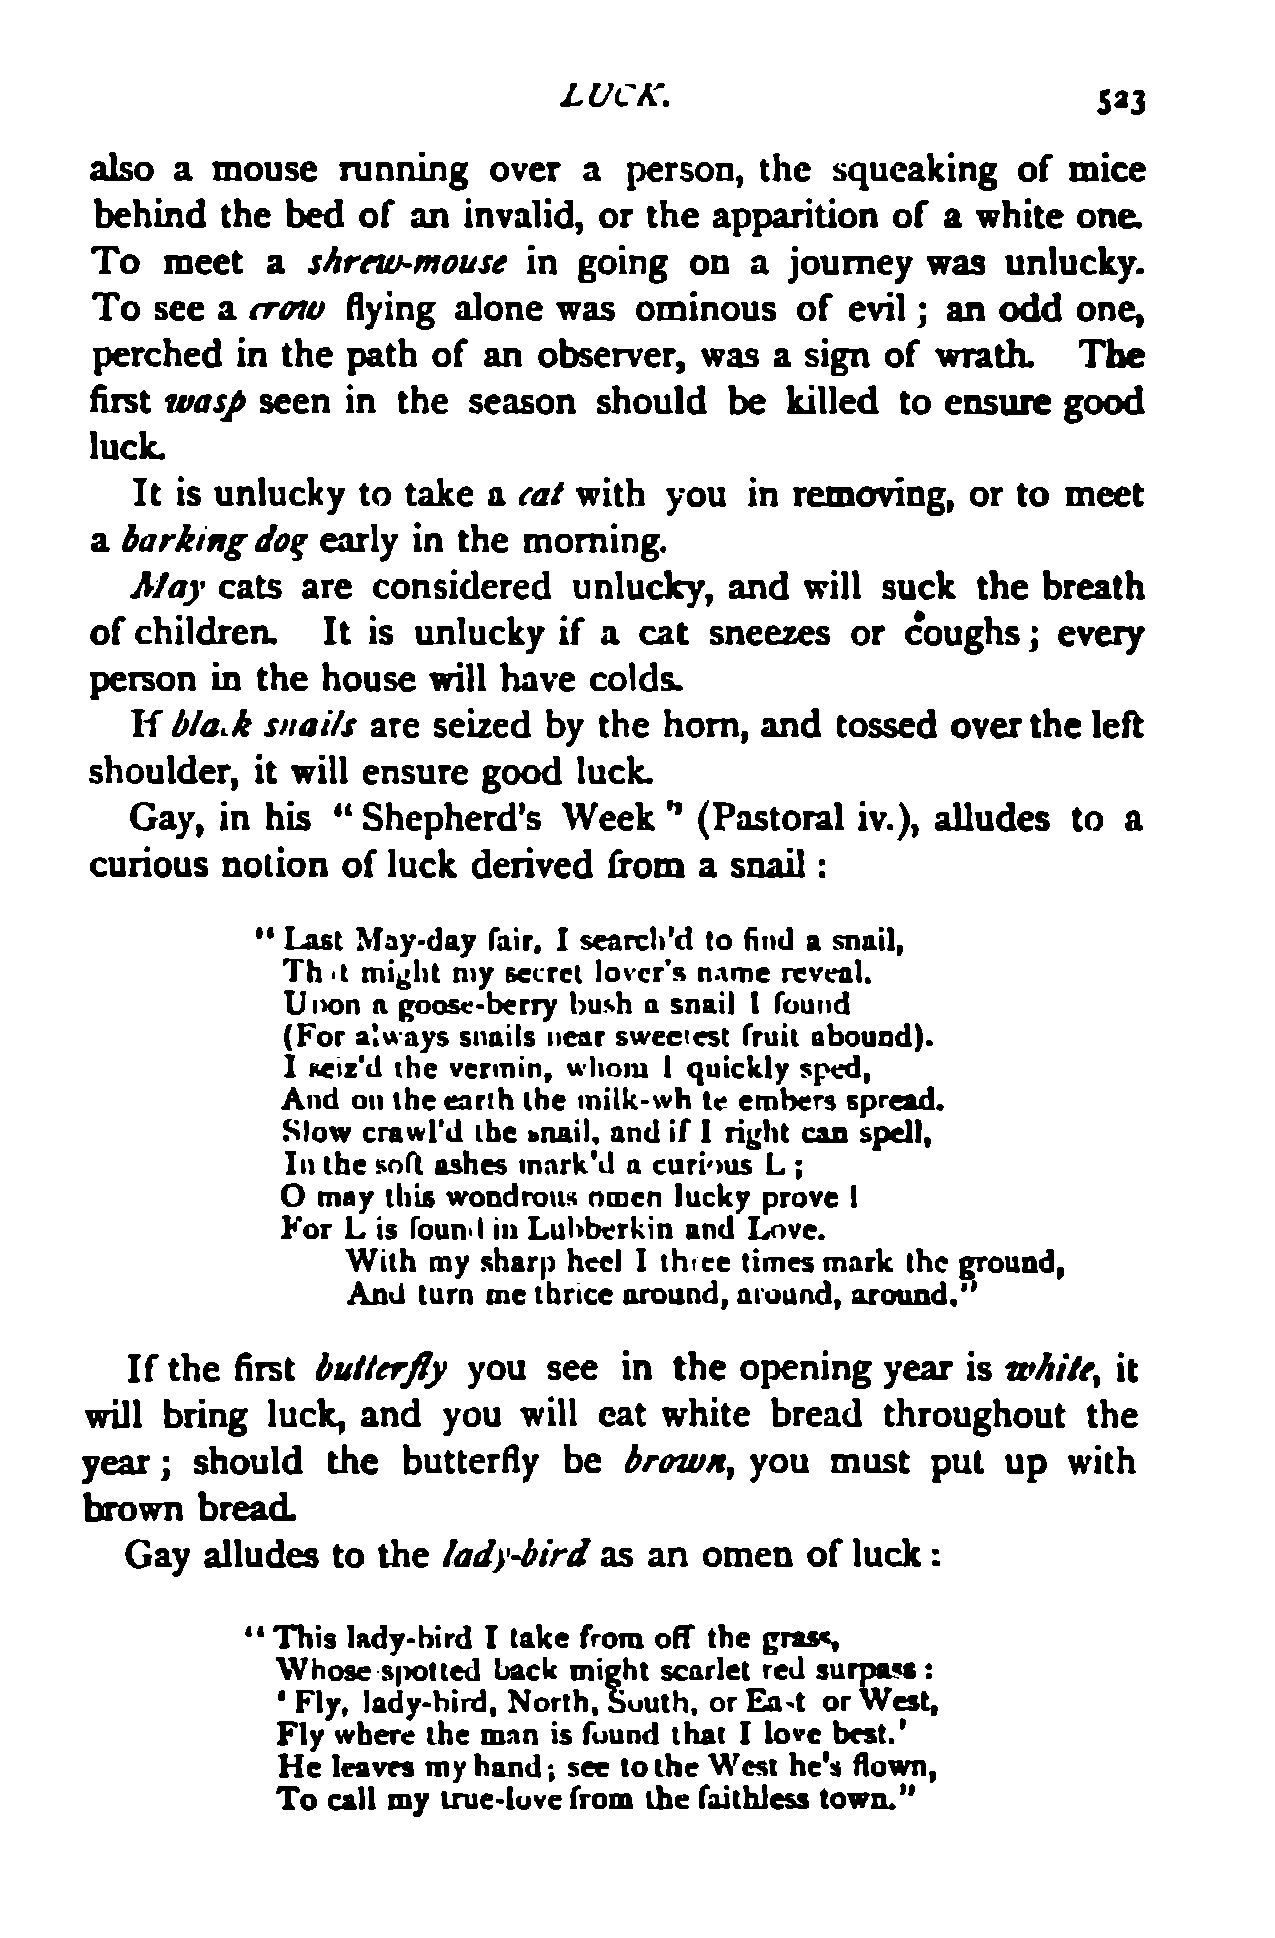 LUCK. 523
also a mouse running over a person, the squeaking of mice
behind the bed of an invalid, or the apparition of a white one.
To meet a shrew-mouse in going on a journey was unlucky.
To see a crow flying alone was ominous of evil; an odd one,
perched in the path of an observer, was a sign of wrath. The
first wasp seen in the season should be killed to ensure good
luck.
It is unlucky to take a cat with you in removing, or to meet
a barking dog early in the morning.
May cats are considered unlucky, and will suck the breath
of children. It is unlucky if a cat sneezes or coughs; every
person in the house will have colds.
If black snails are seized by the horn, and tossed over the left
shoulder, it will ensure good luck.
Gay, in his "Shepherd's Week" (Pastoral iv.), alludes to a
curious notion of luck derived from a snail:
"Last May-day fair, I search'd to find a snail,
That might my secret lover's name reveal.
Upon a goose-berry bush a snail I found
(For always snails near sweetest fruit abound).
I seiz'd the vermin, whom I quickly sped,
And on the earth the milk-white embers spread.
Slow crawl'd the snail, and if I right can spell,
In the soft ashes mark'd a curious L;
O may this wondrous omen lucky prove!
For L is found in Lubberkin and Love.
With my sharp heel I three times mark the ground,
And turn me thrice around, around, around."
If the first butterfly you see in the opening year is white, it
will bring luck, and you will eat white bread throughout the
year; should the butterfly be brown, you must put up with
brown bread.
Gay alludes to the lady-bird as an omen of luck:
"This lady-bird I take from off the grass,
Whose spotted back might scarlet red surpass:
'Fly, lady-bird, North, South, or East or West,
Fly where the man is found that I love best.'
He leaves my hand; see to the West he's flown,
To call my true-love from the faithless town."